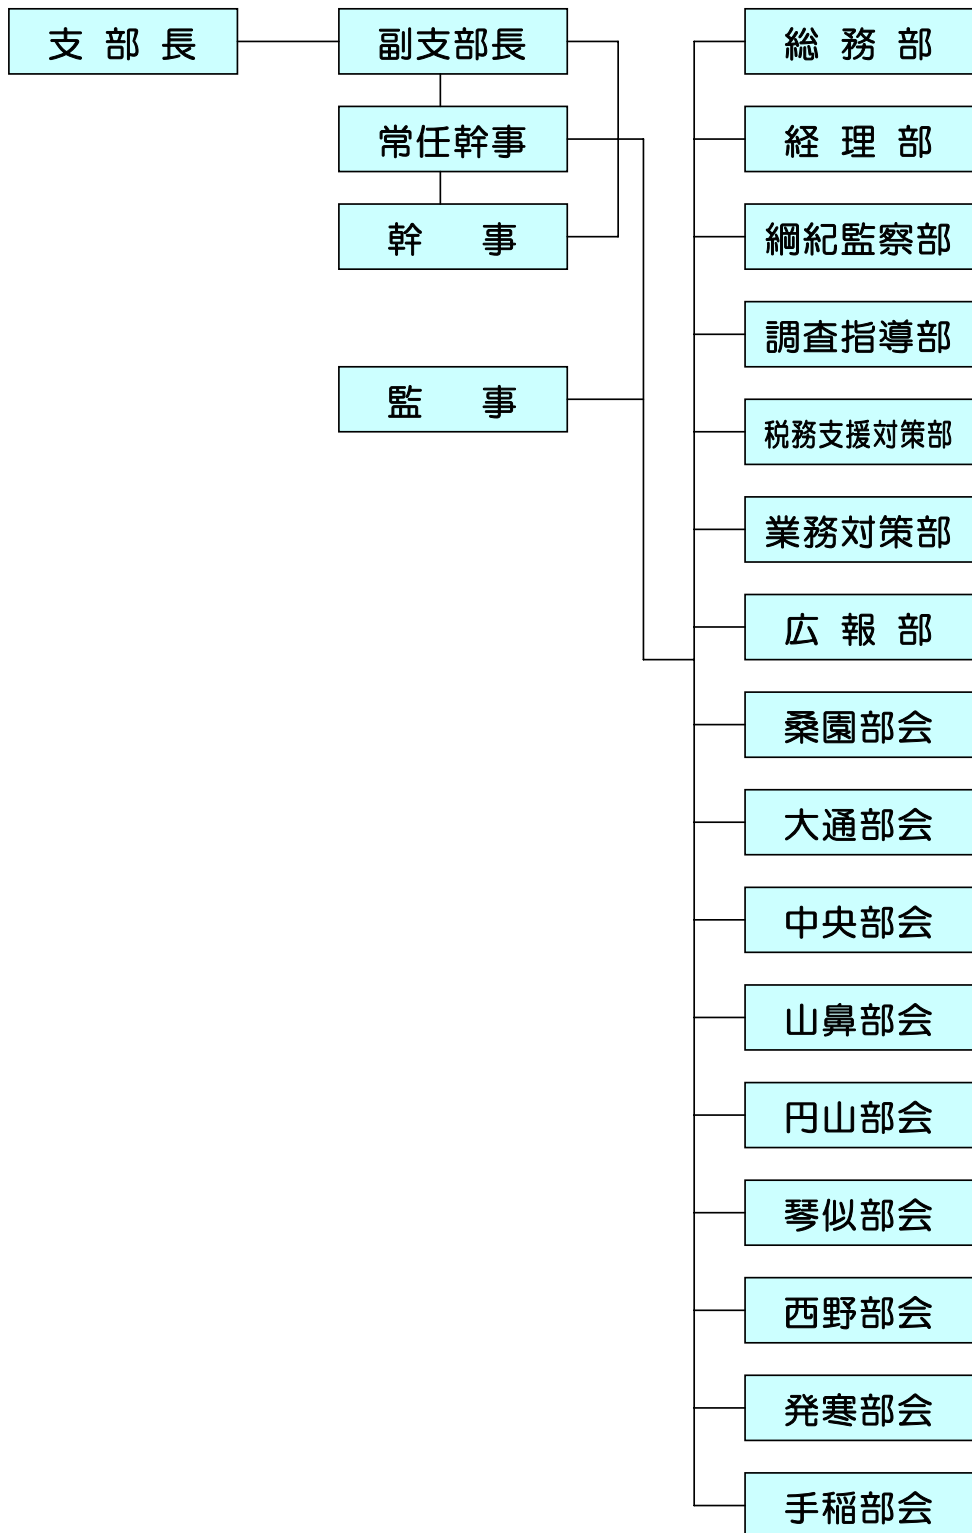 支部長
副支部長
常任幹事
幹事
監事
総務部
経理部
綱紀監察部
調査指導部
税務支援対策部
業務対策部
広報部
桑園部会
大通部会
中央部会
山鼻部会
円山部会
琴似部会
西野部会
発寒部会
手稲部会